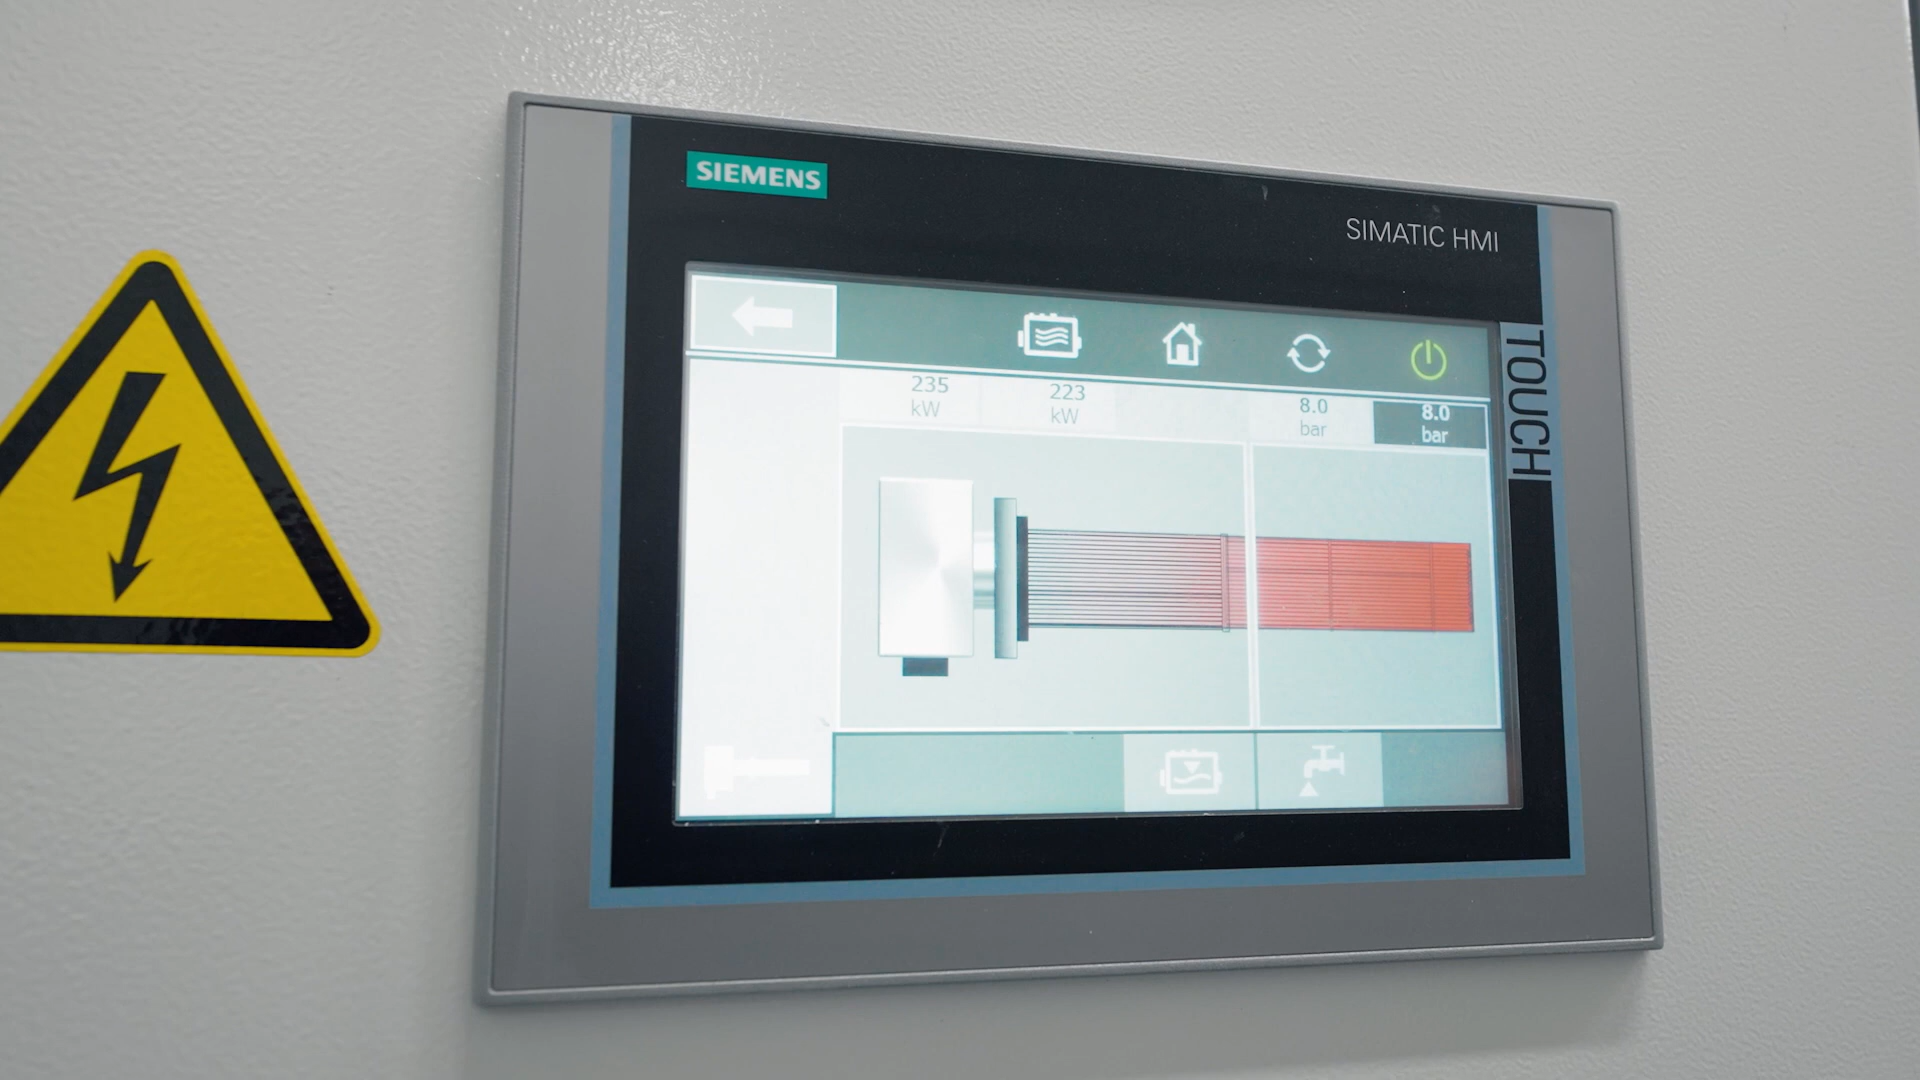 SIEMENS
SIMATIC HMI
TOUCH
235 kW
223 kW
8.0 bar
8.0 bar